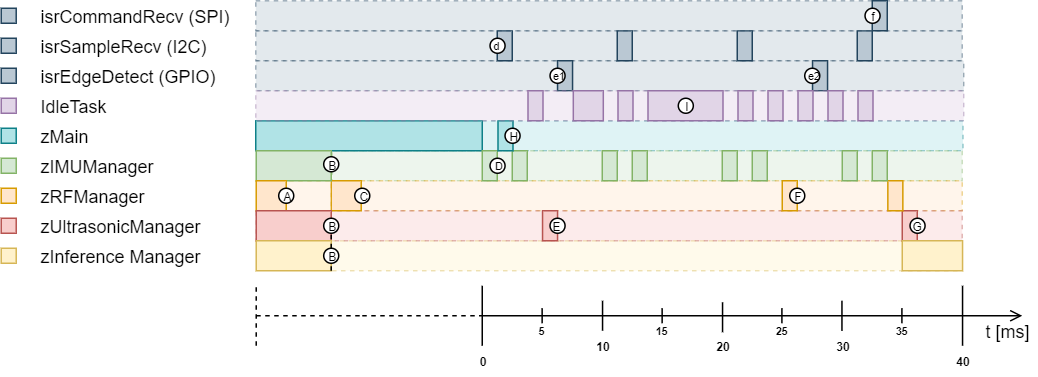 isrCommandRecv (SPI)
f
isrSampleRecv (I2C)
d
isrEdgeDetect (GPIO)
e1
e2
IdleTask
I
zMain
H
zIMUManager
B
D
zRFManager
A
C
F
zUltrasonicManager
B
E
G
zInference Manager
B
5
15
25
35
t [ms]
0
10
20
30
40